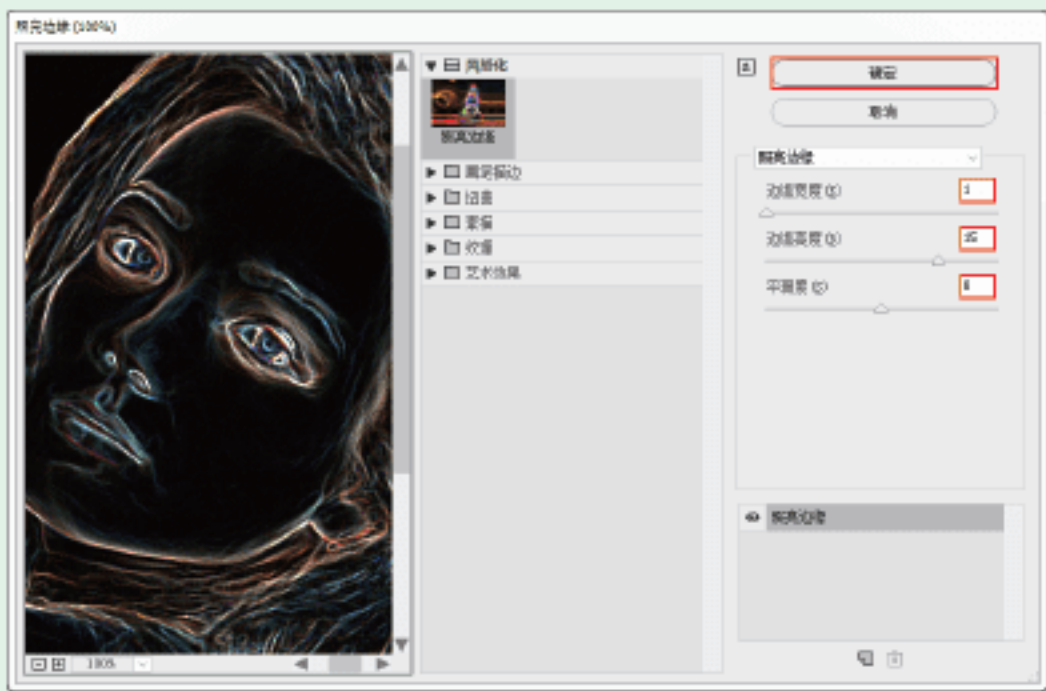 照亮边缘 (100%)
风格化
照亮边缘
画笔描边
扭曲
素描
纹理
艺术效果
100%
确定
取消
照亮边缘
边缘宽度(E)
1
边缘亮度(B)
15
平滑度(S)
照亮边缘